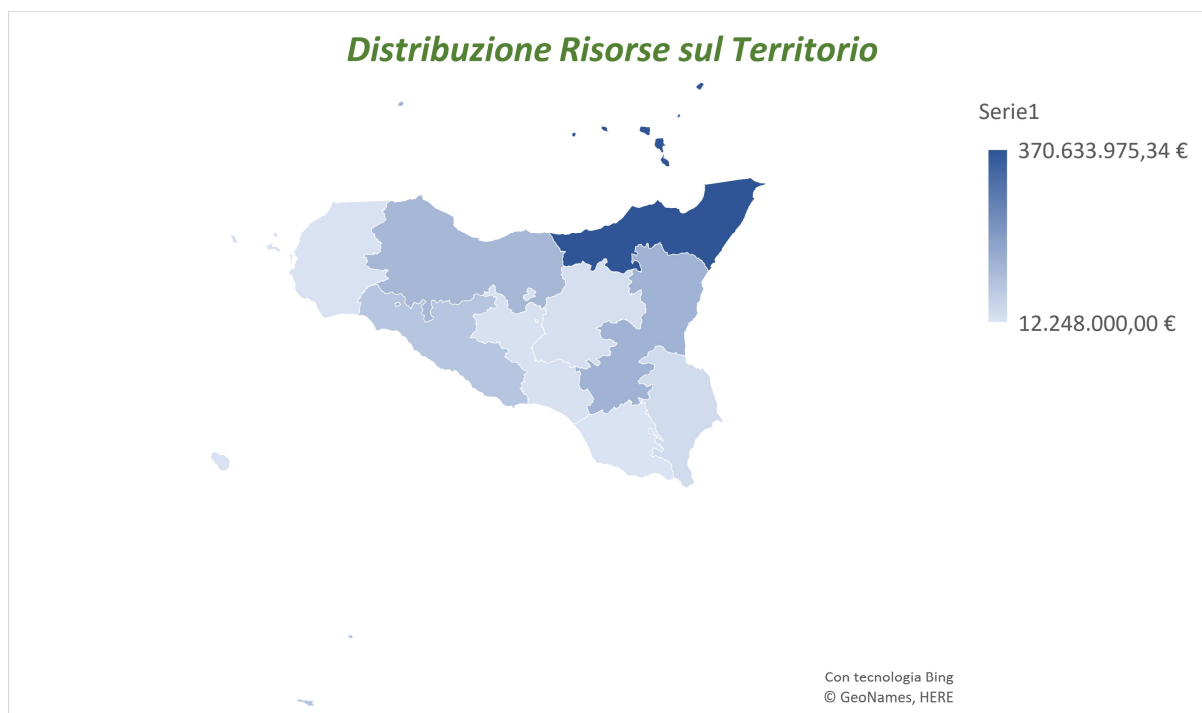 Distribuzione Risorse sul Territorio
Serie1
370.633.975,34 €
12.248.000,00 €
Con tecnologia Bing
© GeoNames, HERE